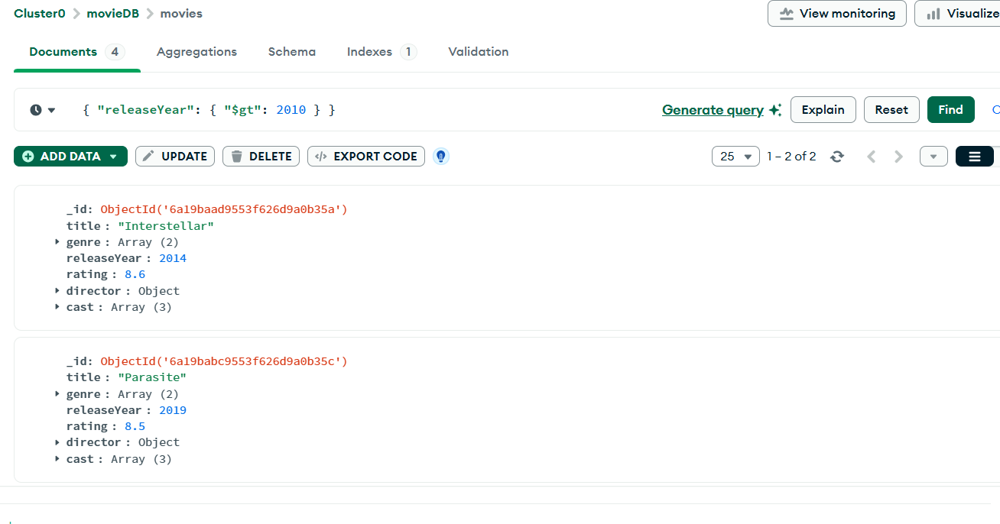 Cluster0 > movieDB > movies
View monitoring
Visualize
Documents 4 Aggregations Schema Indexes 1 Validation
{ "releaseYear": { "$gt": 2010 } }
Generate query Explain Reset Find
ADD DATA UPDATE DELETE EXPORT CODE
25 1 – 2 of 2
_id: ObjectId('6a19baad9553f626d9a0b35a')
title : "Interstellar"
genre : Array (2)
releaseYear : 2014
rating : 8.6
director : Object
cast : Array (3)
_id: ObjectId('6a19babc9553f626d9a0b35c')
title : "Parasite"
genre : Array (2)
releaseYear : 2019
rating : 8.5
director : Object
cast : Array (3)